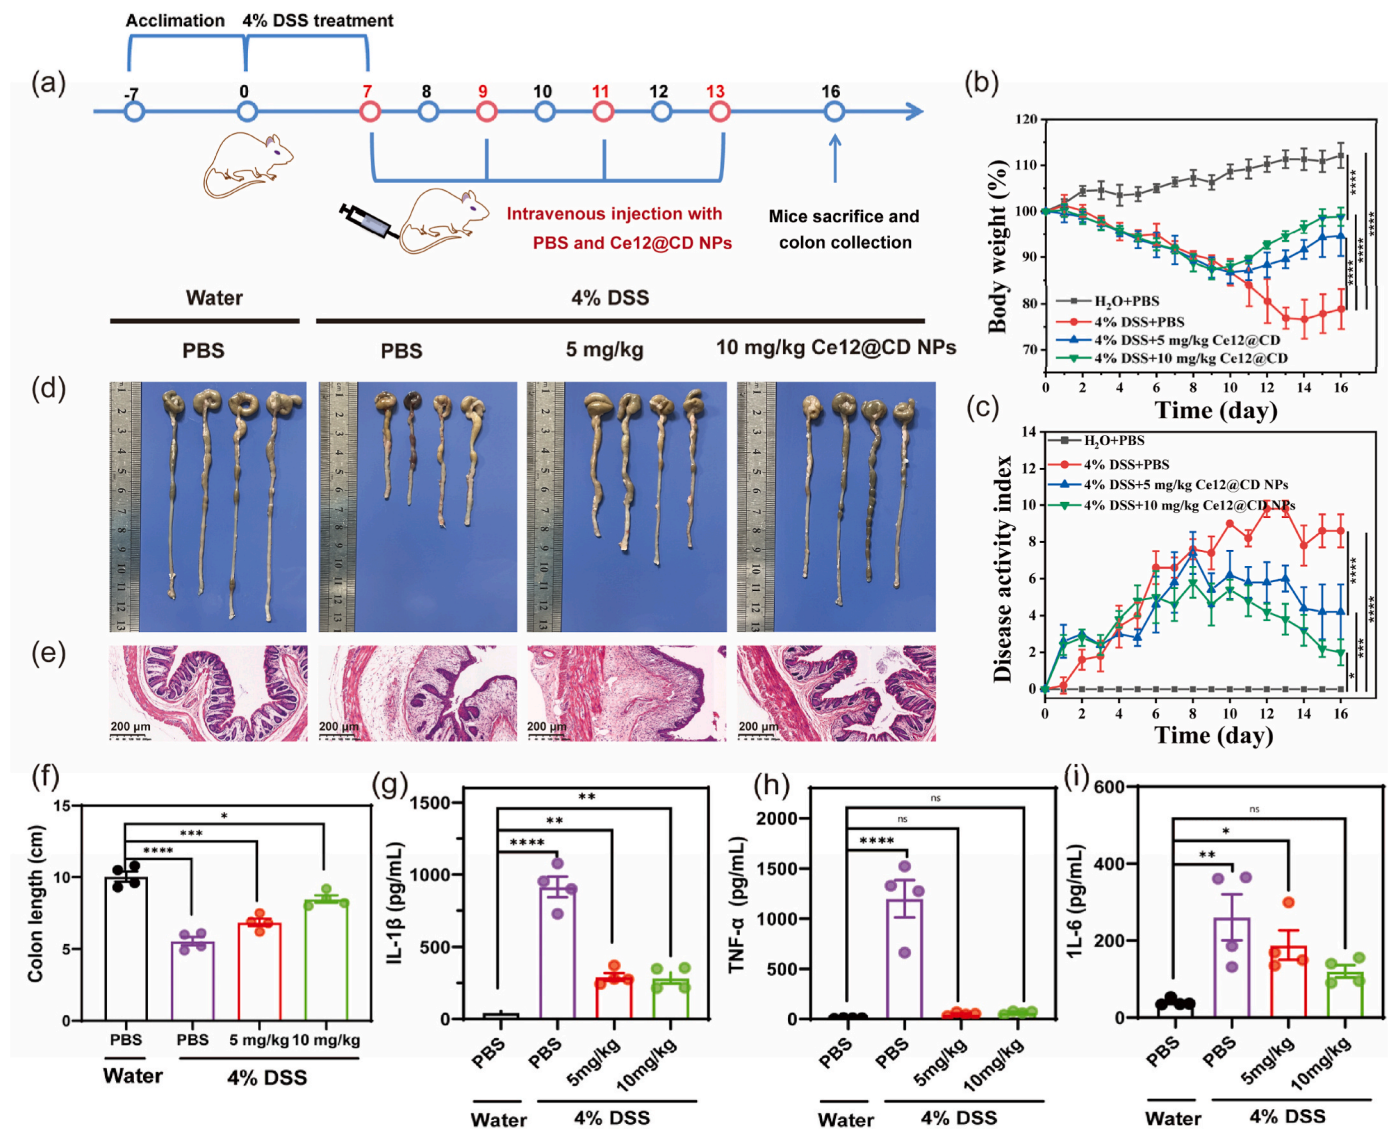 Acclimation 4% DSS treatment
(a)
-7 0 7 8 9 10 11 12 13 16
Intravenous injection with
PBS and Ce12@CD NPs
Mice sacrifice and
colon collection
Water 4% DSS
PBS PBS 5 mg/kg 10 mg/kg Ce12@CD NPs
(b)
Body weight (%)
120
110
100
90
80
70
H₂O+PBS
4% DSS+PBS
4% DSS+5 mg/kg Ce12@CD
4% DSS+10 mg/kg Ce12@CD
****
****
****
****
0 2 4 6 8 10 12 14 16
Time (day)
(c)
Disease activity index
14
12
10
8
6
4
2
0
H₂O+PBS
4% DSS+PBS
4% DSS+5 mg/kg Ce12@CD NPs
4% DSS+10 mg/kg Ce12@CD NPs
****
****
***
*
0 2 4 6 8 10 12 14 16
Time (day)
(d)
(e)
200 μm 200 μm 200 μm 200 μm
(f)
Colon length (cm)
15
10
5
0
*
***
****
PBS PBS 5 mg/kg 10 mg/kg
Water 4% DSS
(g)
IL-1β (pg/mL)
1500
1000
500
0
**
**
****
PBS PBS 5mg/kg 10mg/kg
Water 4% DSS
(h)
TNF-α (pg/mL)
2000
1500
1000
500
0
ns
ns
****
PBS PBS 5mg/kg 10mg/kg
Water 4% DSS
(i)
1L-6 (pg/mL)
600
400
200
0
ns
*
**
PBS PBS 5mg/kg 10mg/kg
Water 4% DSS